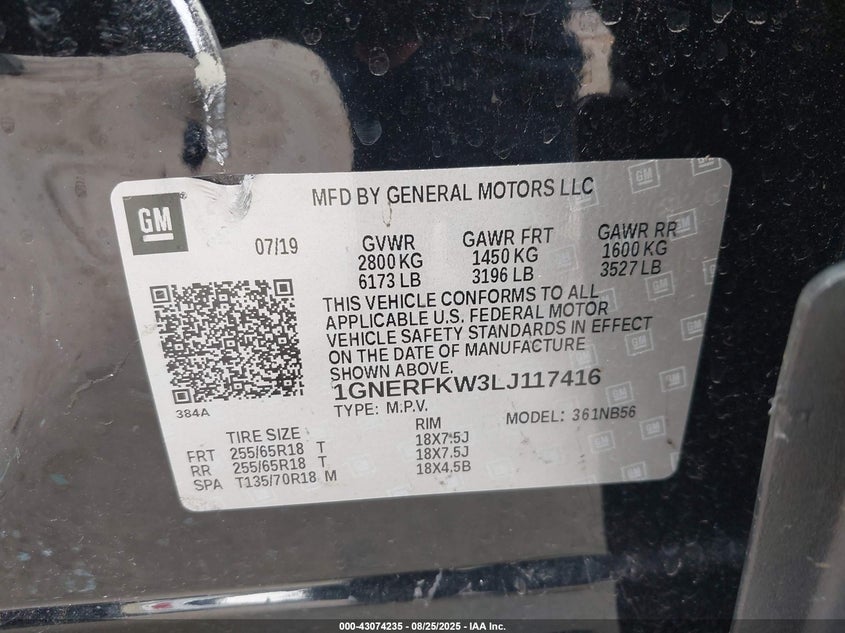 MFD BY GENERAL MOTORS LLC
GM
07/19 GVWR GAWR FRT GAWR RR
2800 KG 1450 KG 1600 KG
6173 LB 3196 LB 3527 LB
THIS VEHICLE CONFORMS TO ALL
APPLICABLE U.S. FEDERAL MOTOR
VEHICLE SAFETY STANDARDS IN EFFECT
ON THE DATE OF MANUFACTURE
SHOWN ABOVE.
1GNERFKW3LJ117416
384A TYPE: M.P.V. MODEL: 361NB56
TIRE SIZE RIM
FRT 255/65R18 T 18X7.5J
RR 255/65R18 T 18X7.5J
SPA T135/70R18 M 18X4.5B
000-43074235 - 08/25/2025 - IAA Inc.